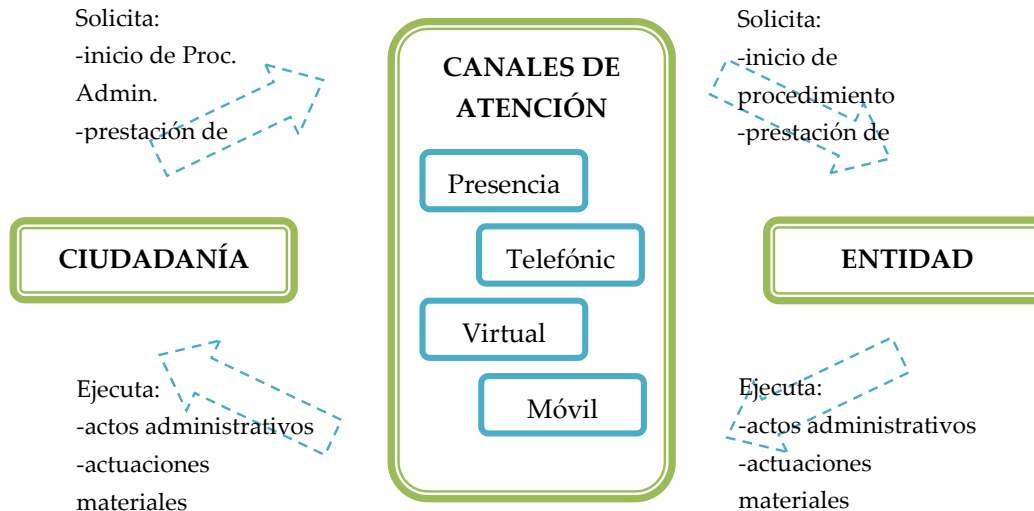 Solicita:
-inicio de Proc.
Admin.
-prestación de
CIUDADANÍA
Ejecuta:
-actos administrativos
-actuaciones
materiales
CANALES DE
ATENCIÓN
Presencia
Telefónic
Virtual
Móvil
Solicita:
-inicio de
procedimiento
-prestación de
ENTIDAD
Ejecuta:
-actos administrativos
-actuaciones
materiales